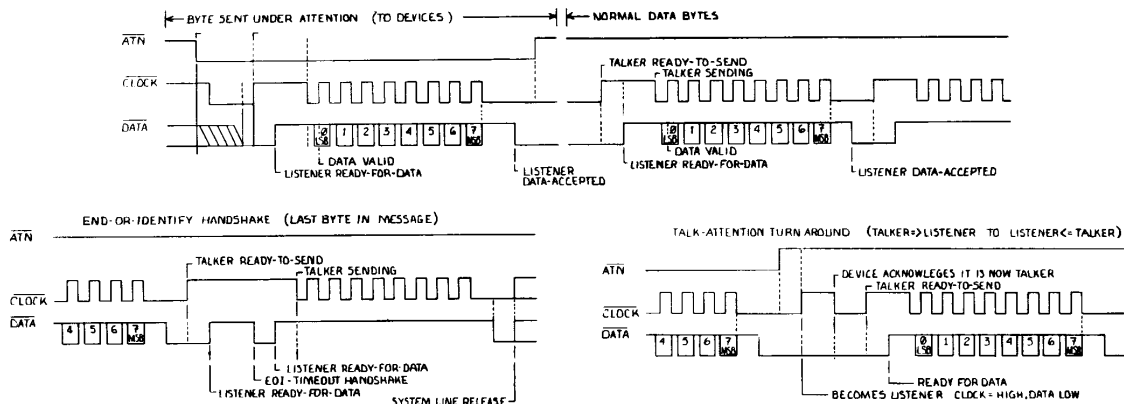 BYTE SENT UNDER ATTENTION (TO DEVICES)
NORMAL DATA BYTES
ATN
TALKER READY-TO-SEND
TALKER SENDING
CLOCK
DATA
0 LSB 1 2 3 4 5 6 7 MSB
0 LSB 1 2 3 4 5 6 7 MSB
DATA VALID
LISTENER READY-FOR-DATA
LISTENER DATA-ACCEPTED
DATA VALID
LISTENER READY-FOR-DATA
LISTENER DATA-ACCEPTED
END-OR-IDENTIFY HANDSHAKE (LAST BYTE IN MESSAGE)
ATN
TALKER READY-TO-SEND
TALKER SENDING
CLOCK
DATA
4 5 6 7 MSB
LISTENER READY-FOR-DATA
EOI-TIMEOUT HANDSHAKE
LISTENER READY-FOR-DATA
SYSTEM LINE RELEASE
TALK-ATTENTION TURN AROUND (TALKER=>LISTENER TO LISTENER<=TALKER)
ATN
DEVICE ACKNOWLEGES IT IS NOW TALKER
TALKER READY-TO-SEND
CLOCK
DATA
4 5 6 7 MSB
0 LSB 1 2 3 4 5 6 7 MSB
READY FOR DATA
BECOMES LISTENER CLOCK=HIGH, DATA LOW